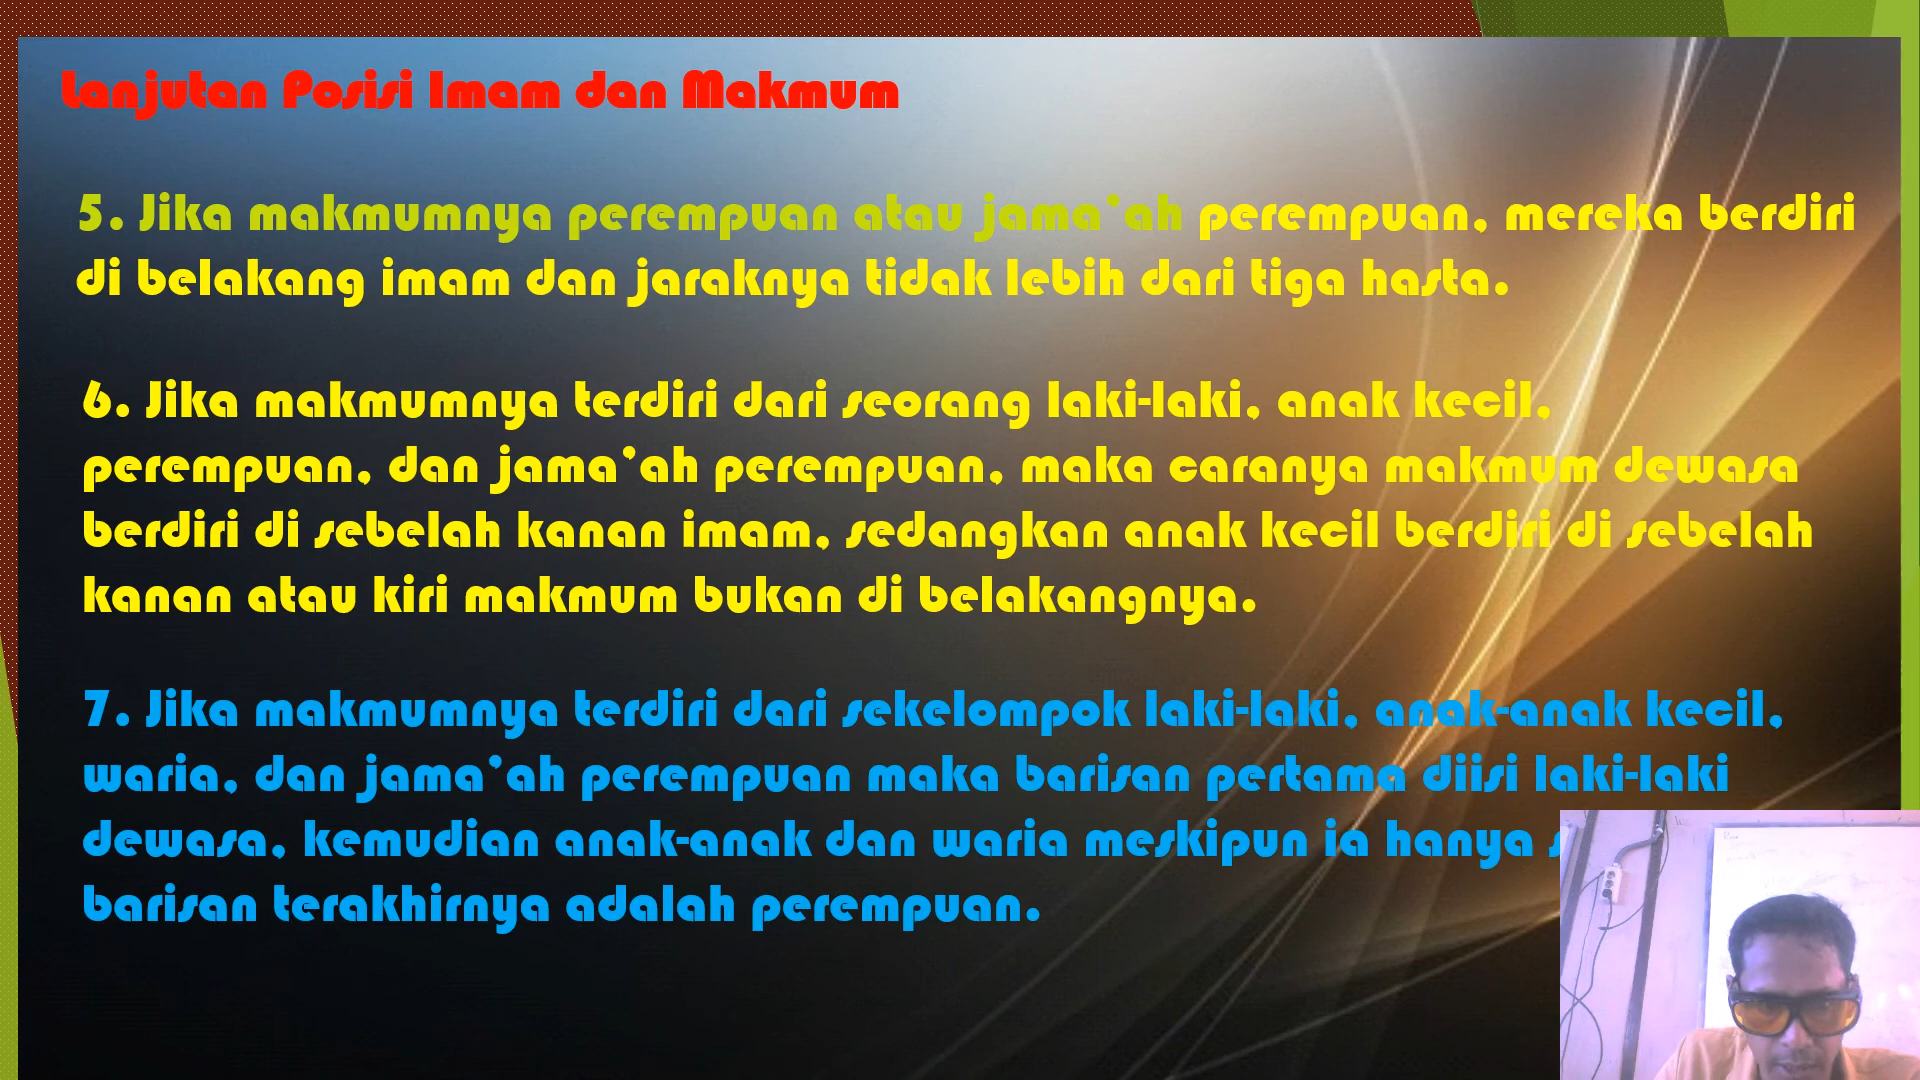 Lanjutan Posisi Imam dan Makmum
5. Jika makmumnya perempuan atau jama'ah perempuan, mereka berdiri
di belakang imam dan jaraknya tidak lebih dari tiga hasta.
6. Jika makmumnya terdiri dari seorang laki-laki, anak kecil,
perempuan, dan jama'ah perempuan, maka caranya makmum dewasa
berdiri di sebelah kanan imam, sedangkan anak kecil berdiri di sebelah
kanan atau kiri makmum bukan di belakangnya.
7. Jika makmumnya terdiri dari sekelompok laki-laki, anak-anak kecil,
waria, dan jama'ah perempuan maka barisan pertama diisi laki-laki
dewasa, kemudian anak-anak dan waria meskipun ia hanya
barisan terakhirnya adalah perempuan.